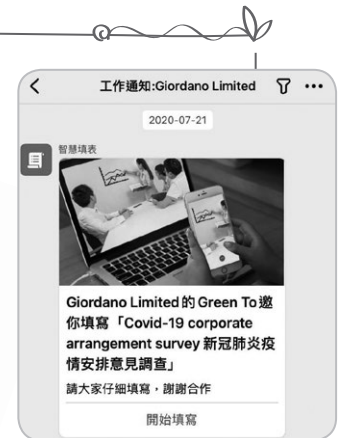 工作通知:Giordano Limited
2020-07-21
智慧填表
Giordano Limited 的 Green To 邀
你填寫「Covid-19 corporate
arrangement survey 新冠肺炎疫
情安排意見調查」
請大家仔細填寫，謝謝合作
開始填寫